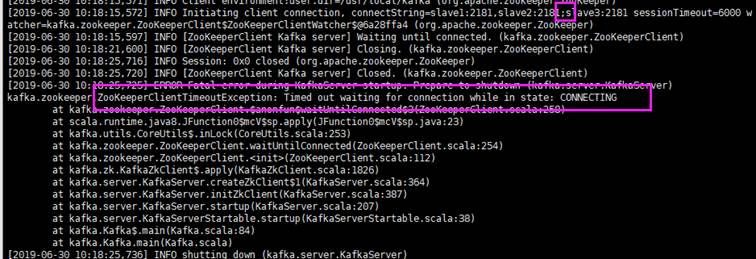 [2019-06-30 10:18:15,571] INFO Client environment:user.dir=/usr/local/kafka (org.apache.zookeeper.ZooKeeper)
[2019-06-30 10:18:15,572] INFO Initiating client connection, connectString=slave1:2181,slave2:2181;slave3:2181 sessionTimeout=6000 w
atcher=kafka.zookeeper.ZooKeeperClient$ZooKeeperClientWatcher$@6a28ffa4 (org.apache.zookeeper.ZooKeeper)
[2019-06-30 10:18:15,597] INFO [ZooKeeperClient Kafka server] Waiting until connected. (kafka.zookeeper.ZooKeeperClient)
[2019-06-30 10:18:21,600] INFO [ZooKeeperClient Kafka server] Closing. (kafka.zookeeper.ZooKeeperClient)
[2019-06-30 10:18:25,716] INFO Session: 0x0 closed (org.apache.zookeeper.ZooKeeper)
[2019-06-30 10:18:25,720] INFO [ZooKeeperClient Kafka server] Closed. (kafka.zookeeper.ZooKeeperClient)
[2019-06-30 10:18:25,725] ERROR Fatal error during KafkaServer startup. Prepare to shutdown (kafka.server.KafkaServer)
kafka.zookeeper.ZooKeeperClientTimeoutException: Timed out waiting for connection while in state: CONNECTING
at kafka.zookeeper.ZooKeeperClient.$anonfun$waitUntilConnected$3(ZooKeeperClient.scala:258)
at scala.runtime.java8.JFunction0$mcV$sp.apply(JFunction0$mcV$sp.java:23)
at kafka.utils.CoreUtils$.inLock(CoreUtils.scala:253)
at kafka.zookeeper.ZooKeeperClient.waitUntilConnected(ZooKeeperClient.scala:254)
at kafka.zookeeper.ZooKeeperClient.<init>(ZooKeeperClient.scala:112)
at kafka.zk.KafkaZkClient$.apply(KafkaZkClient.scala:1826)
at kafka.server.KafkaServer.createZkClient$1(KafkaServer.scala:364)
at kafka.server.KafkaServer.initZkClient(KafkaServer.scala:387)
at kafka.server.KafkaServer.startup(KafkaServer.scala:207)
at kafka.server.KafkaServerStartable.startup(KafkaServerStartable.scala:38)
at kafka.Kafka$.main(Kafka.scala:84)
at kafka.Kafka.main(Kafka.scala)
[2019-06-30 10:18:25,736] INFO shutting down (kafka.server.KafkaServer)